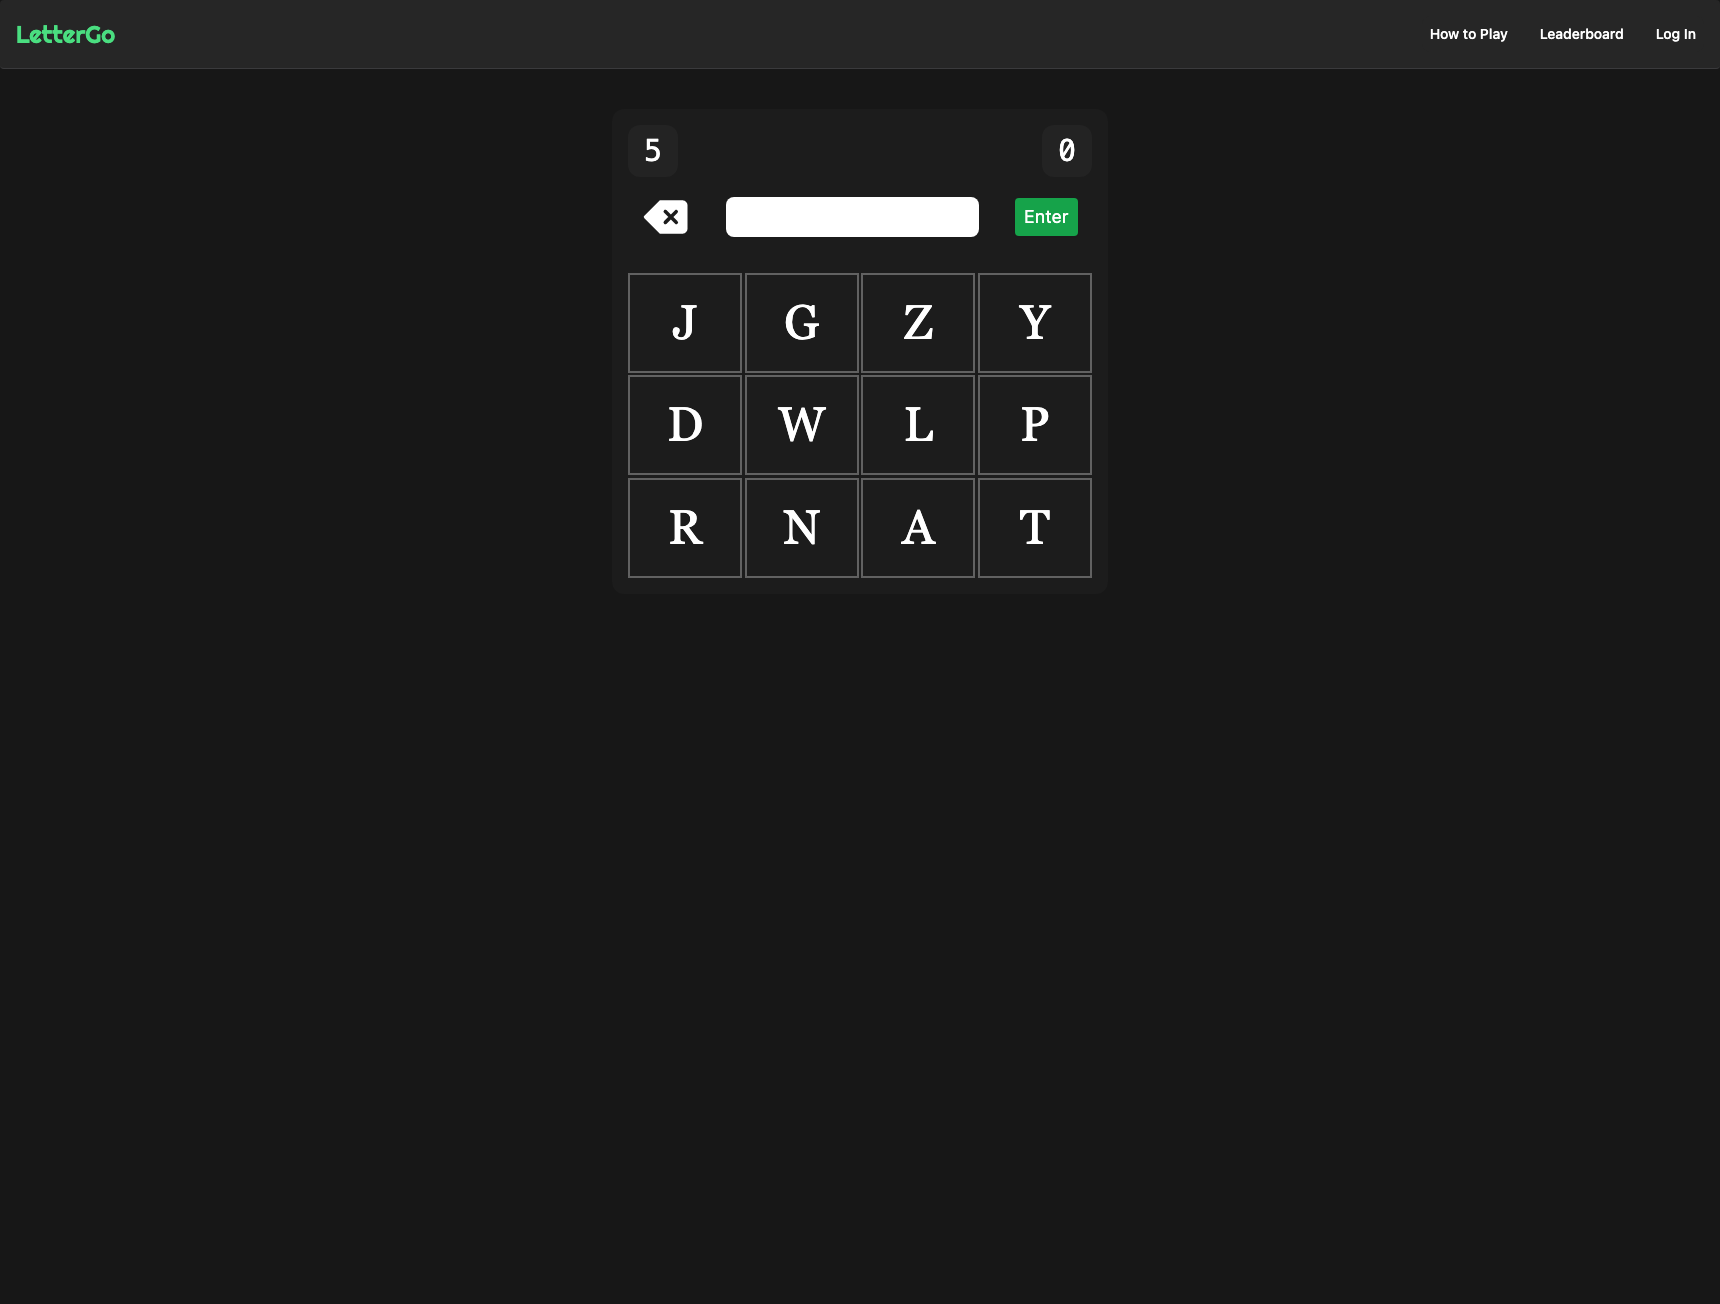 LetterGo How to Play Leaderboard Log In
5 0
Enter
J G Z Y
D W L P
R N A T